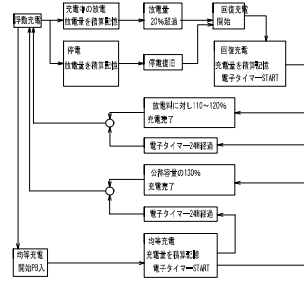 浮動充電
充電中の放電
放電量を積算記憶
放電量
20%超過
回復充電
開始
停電
放電量を積算記憶
停電復旧
回復充電
充電量を積算記憶
電子タイマーSTART
放電時に対し110～120%
充電完了
電子タイマー24H経過
公称容量の130%
充電完了
電子タイマー24H経過
均等充電
開始PB入
均等充電
充電量を積算記憶
電子タイマーSTART